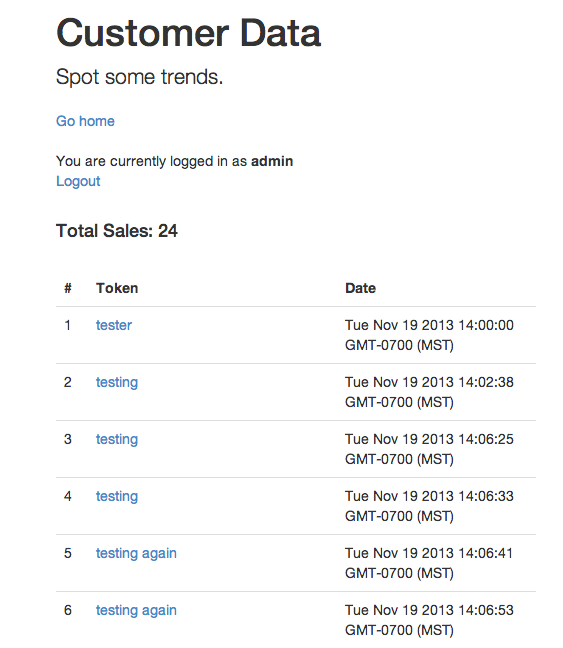 Customer Data
Spot some trends.
Go home
You are currently logged in as admin
Logout
Total Sales: 24
# Token Date
1 tester Tue Nov 19 2013 14:00:00
GMT-0700 (MST)
2 testing Tue Nov 19 2013 14:02:38
GMT-0700 (MST)
3 testing Tue Nov 19 2013 14:06:25
GMT-0700 (MST)
4 testing Tue Nov 19 2013 14:06:33
GMT-0700 (MST)
5 testing again Tue Nov 19 2013 14:06:41
GMT-0700 (MST)
6 testing again Tue Nov 19 2013 14:06:53
GMT-0700 (MST)